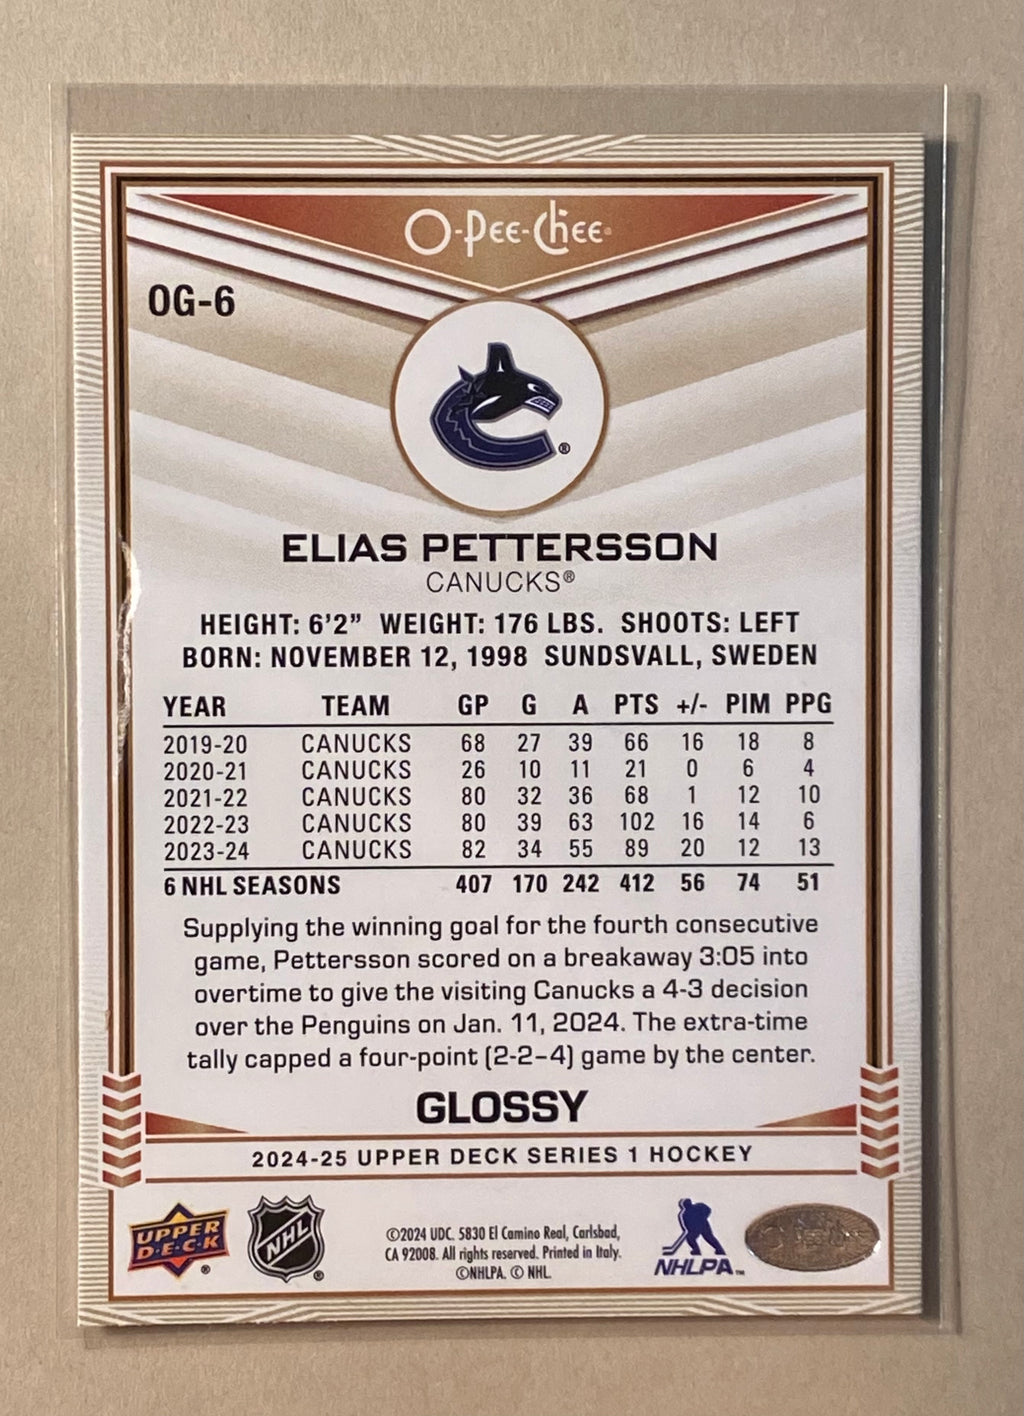 O-Pee-Chee®
OG-6
®
ELIAS PETTERSSON
CANUCKS®
HEIGHT: 6'2" WEIGHT: 176 LBS. SHOOTS: LEFT
BORN: NOVEMBER 12, 1998 SUNDSVALL, SWEDEN
YEAR TEAM GP G A PTS +/- PIM PPG
2019-20 CANUCKS 68 27 39 66 16 18 8
2020-21 CANUCKS 26 10 11 21 0 6 4
2021-22 CANUCKS 80 32 36 68 1 12 10
2022-23 CANUCKS 80 39 63 102 16 14 6
2023-24 CANUCKS 82 34 55 89 20 12 13
6 NHL SEASONS 407 170 242 412 56 74 51
Supplying the winning goal for the fourth consecutive
game, Pettersson scored on a breakaway 3:05 into
overtime to give the visiting Canucks a 4-3 decision
over the Penguins on Jan. 11, 2024. The extra-time
tally capped a four-point (2-2–4) game by the center.
GLOSSY
2024-25 UPPER DECK SERIES 1 HOCKEY
UPPER
D•E•C•K
®
NHL
®
©2024 UDC. 5830 El Camino Real, Carlsbad,
CA 92008. All rights reserved. Printed in Italy.
©NHLPA. © NHL.
NHLPA™